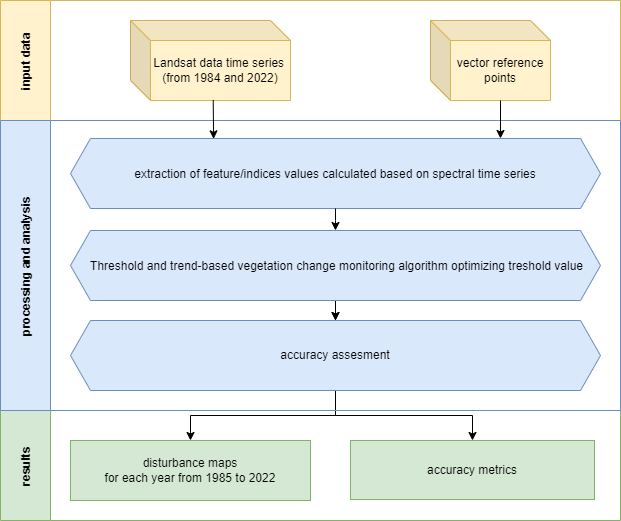 input data
Landsat data time series
(from 1984 and 2022)
vector reference
points
processing and analysis
extraction of feature/indices values calculated based on spectral time series
Threshold and trend-based vegetation change monitoring algorithm optimizing treshold value
accuracy assesment
results
disturbance maps
for each year from 1985 to 2022
accuracy metrics